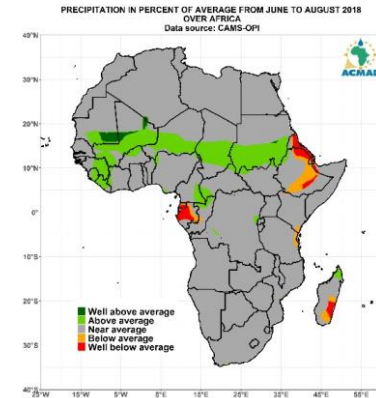 PRECIPITATION IN PERCENT OF AVERAGE FROM JUNE TO AUGUST 2018
OVER AFRICA
Data source: CAMS-OPI
ACMAD
40°N
30°N
20°N
10°N
0°
10°S
20°S
30°S
40°S
Well above average
Above average
Near average
Below average
Well below average
25°W 15°W 5°W 5°E 15°E 25°E 35°E 45°E 55°E